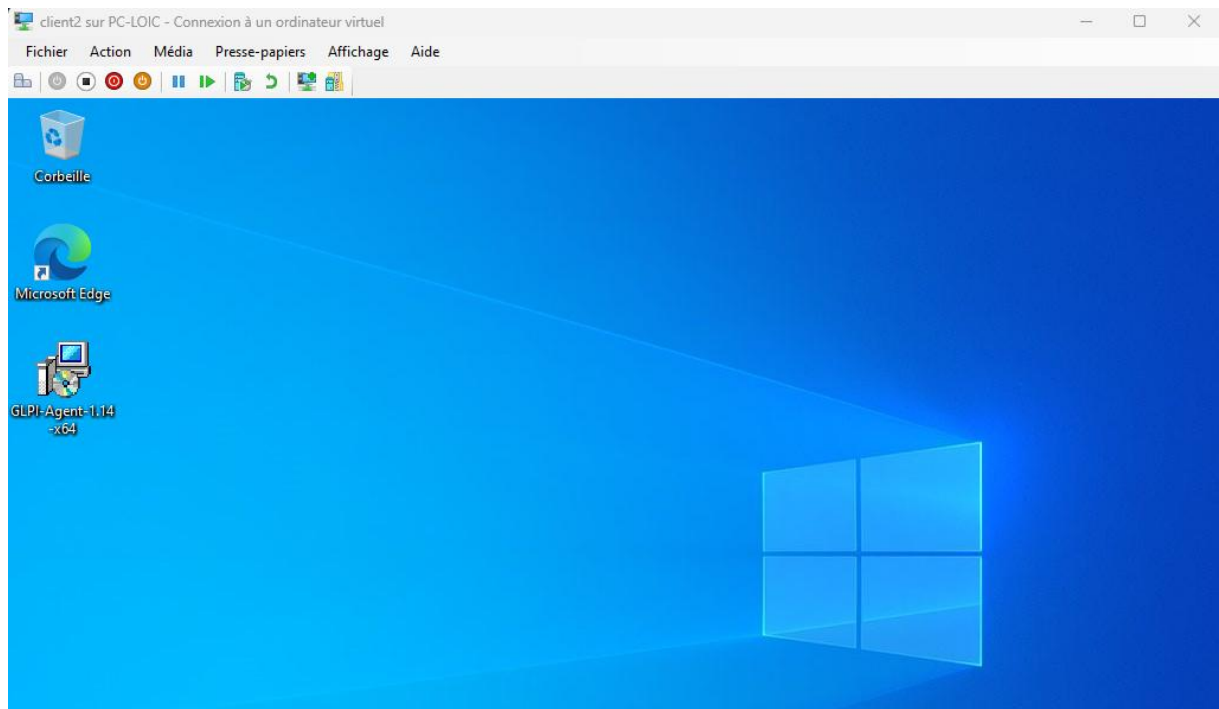 client2 sur PC-LOIC - Connexion à un ordinateur virtuel
Fichier Action Média Presse-papiers Affichage Aide
Corbeille
Microsoft Edge
GLPI-Agent-1.14
-x64